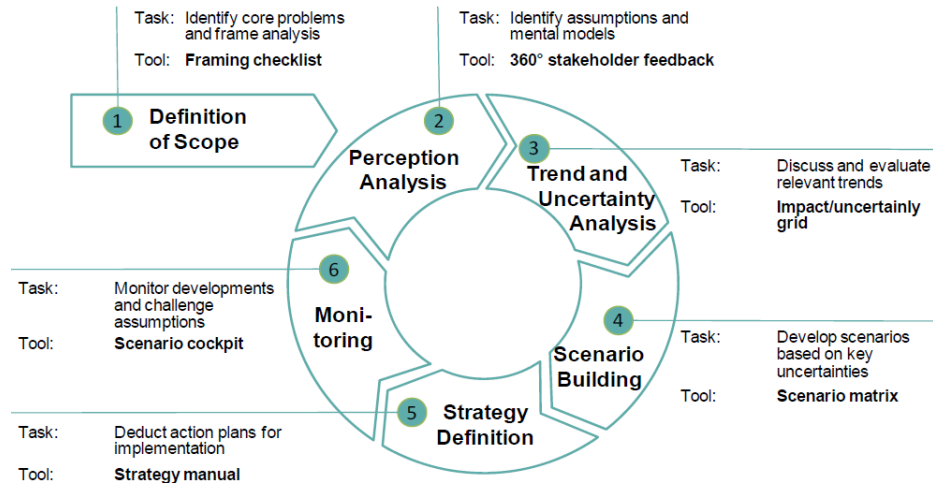 Task: Identify core problems
and frame analysis
Tool: Framing checklist
1
Definition
of Scope
Task: Identify assumptions and
mental models
Tool: 360° stakeholder feedback
2
Perception
Analysis
3
Trend and
Uncertainty
Analysis
Task: Discuss and evaluate
relevant trends
Tool: Impact/uncertainly
grid
4
Scenario
Building
Task: Develop scenarios
based on key
uncertainties
Tool: Scenario matrix
5
Strategy
Definition
Task: Deduct action plans for
implementation
Tool: Strategy manual
6
Moni-
toring
Task: Monitor developments
and challenge
assumptions
Tool: Scenario cockpit